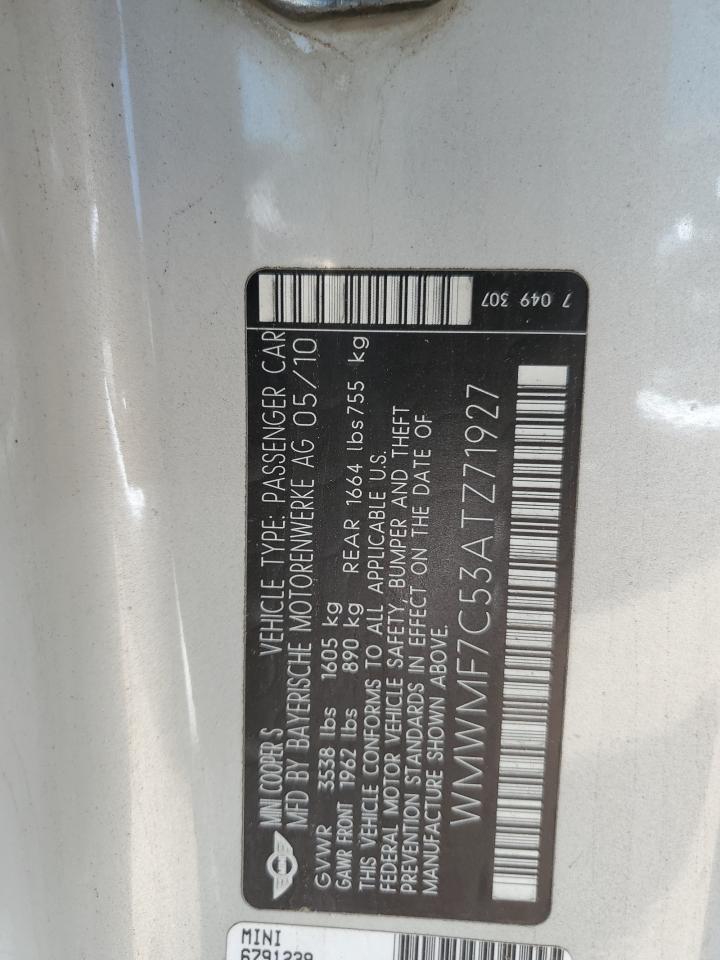 MINI COOPER S VEHICLE TYPE: PASSENGER CAR
MFD BY BAYERISCHE MOTORENWERKE AG 05/10
GVWR 3538 lbs 1605 kg
GAWR FRONT 1962 lbs 890 kg REAR 1664 lbs 755 kg
THIS VEHICLE CONFORMS TO ALL APPLICABLE U.S.
FEDERAL MOTOR VEHICLE SAFETY, BUMPER AND THEFT
PREVENTION STANDARDS IN EFFECT ON THE DATE OF
MANUFACTURE SHOWN ABOVE.
WMWMF7C53ATZ71927
7 049 307
MINI
6791239